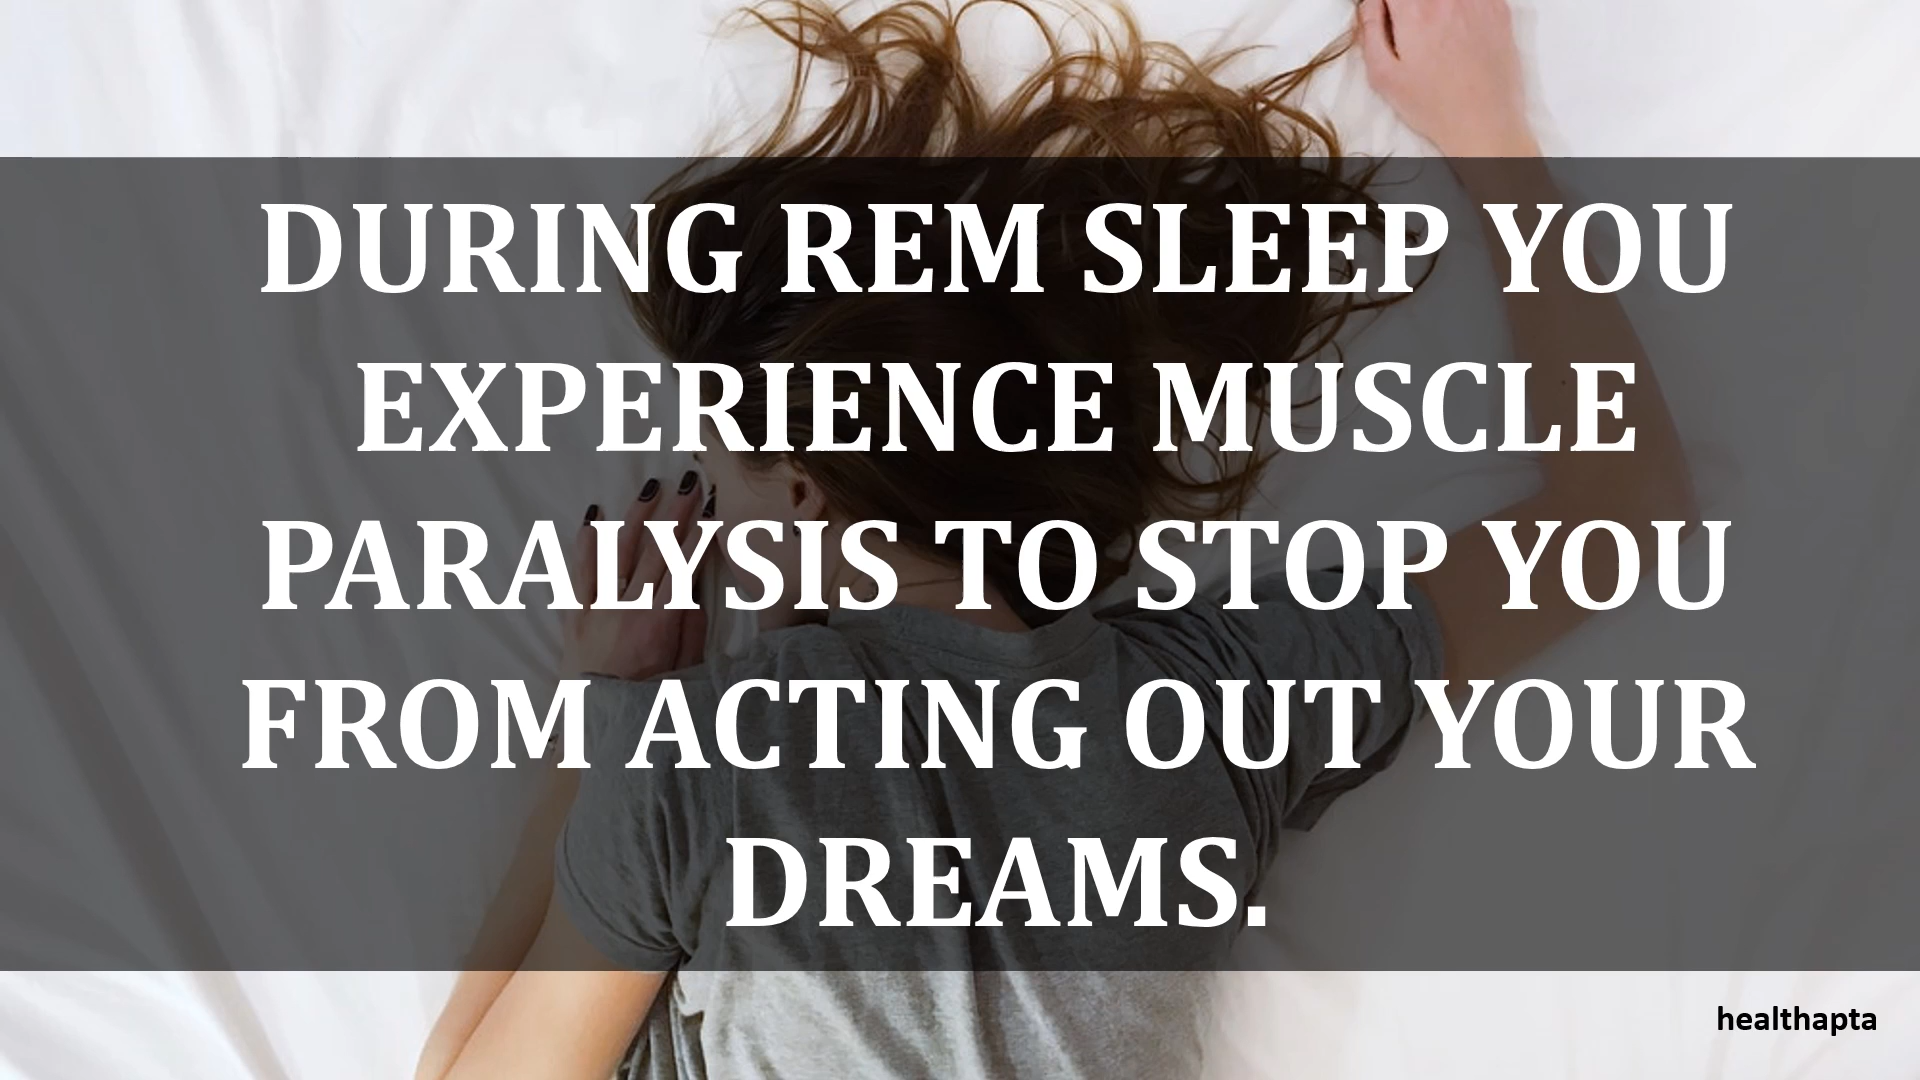 DURING REM SLEEP YOU
EXPERIENCE MUSCLE
PARALYSIS TO STOP YOU
FROM ACTING OUT YOUR
DREAMS.
healthapta